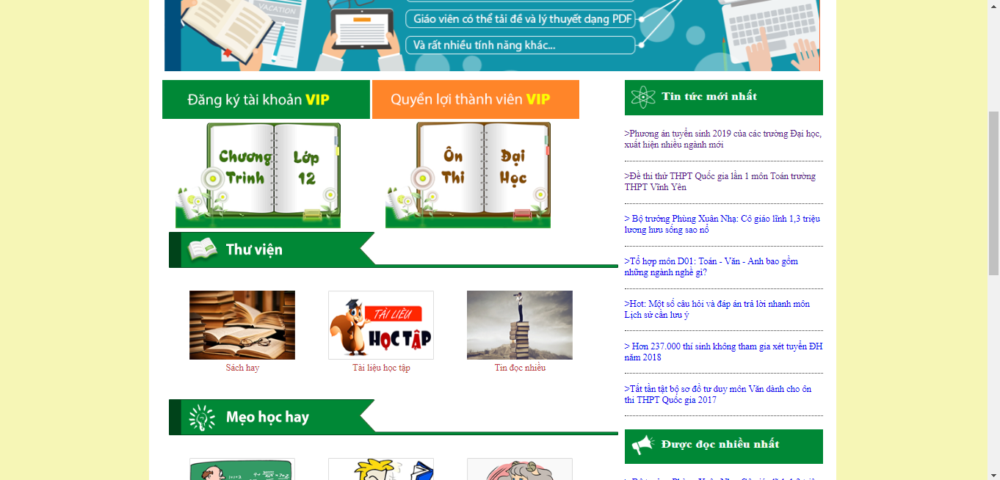 VACATION
Giáo viên có thể tải đề và lý thuyết dạng PDF
Và rất nhiều tính năng khác...
Đăng ký tài khoản VIP
Quyền lợi thành viên VIP
Chương
Trình
Lớp
12
Ôn
Thi
Đại
Học
Thư viện
TÀI LIỆU
HỌC TẬP
Sách hay
Tài liệu học tập
Tin đọc nhiều
Mẹo học hay
Tin tức mới nhất
>Phương án tuyển sinh 2019 của các trường Đại học,
xuất hiện nhiều ngành mới
>Đề thi thử THPT Quốc gia lần 1 môn Toán trường
THPT Vĩnh Yên
> Bộ trưởng Phùng Xuân Nhạ: Cô giáo lĩnh 1,3 triệu
lương hưu sống sao nổ
>Tổ hợp môn D01: Toán - Văn - Anh bao gồm
những ngành nghề gì?
>Hot: Một số câu hỏi và đáp án trả lời nhanh môn
Lịch sử cần lưu ý
> Hơn 237.000 thí sinh không tham gia xét tuyển ĐH
năm 2018
>Tất tần tật bộ sơ đồ tư duy môn Văn dành cho ôn
thi THPT Quốc gia 2017
Được đọc nhiều nhất